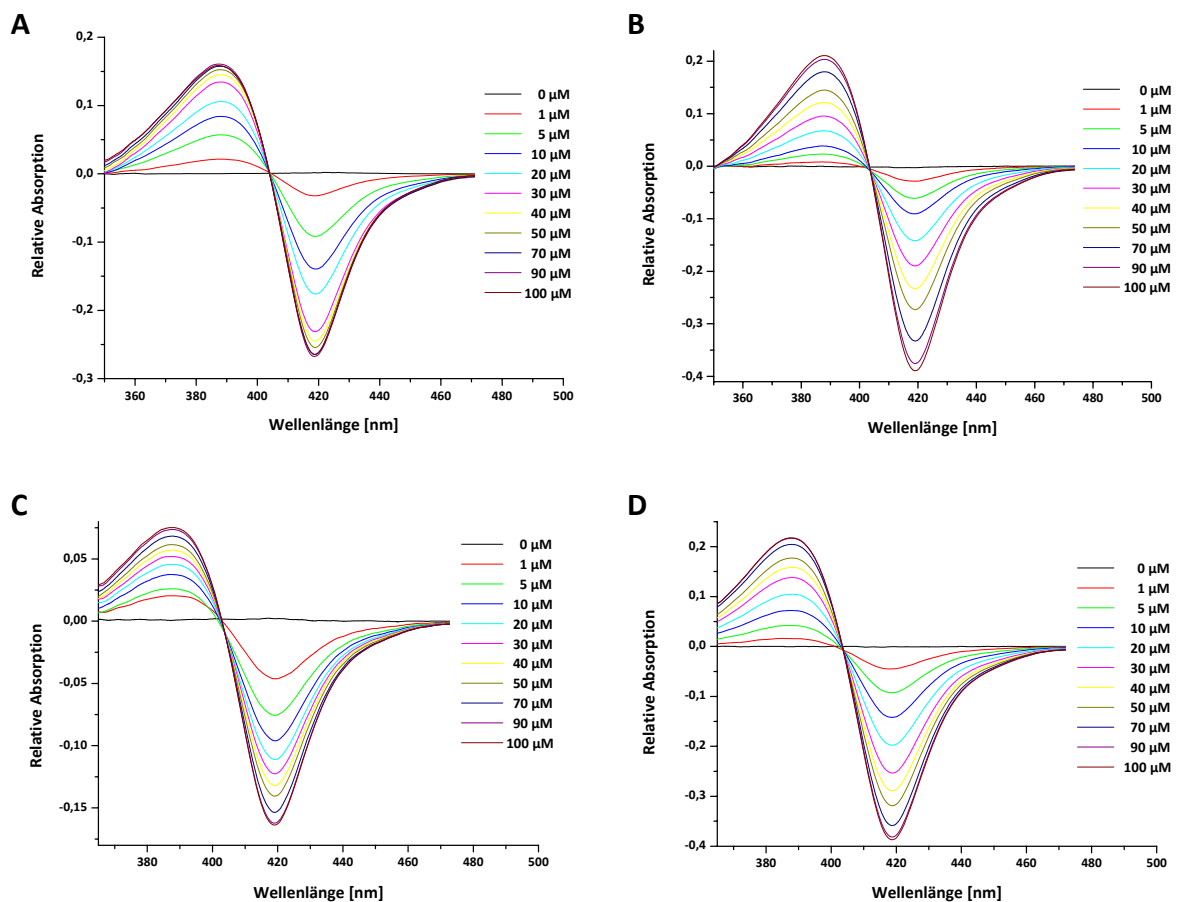 A
0,2
0,1
0,0
-0,1
-0,2
-0,3
360 380 400 420 440 460 480 500
Relative Absorption
Wellenlänge [nm]
0 µM
1 µM
5 µM
10 µM
20 µM
30 µM
40 µM
50 µM
70 µM
90 µM
100 µM
B
0,2
0,1
0,0
-0,1
-0,2
-0,3
-0,4
360 380 400 420 440 460 480 500
Relative Absorption
Wellenlänge [nm]
0 µM
1 µM
5 µM
10 µM
20 µM
30 µM
40 µM
50 µM
70 µM
90 µM
100 µM
C
0,05
0,00
-0,05
-0,10
-0,15
380 400 420 440 460 480 500
Relative Absorption
Wellenlänge [nm]
0 µM
1 µM
5 µM
10 µM
20 µM
30 µM
40 µM
50 µM
70 µM
90 µM
100 µM
D
0,2
0,1
0,0
-0,1
-0,2
-0,3
-0,4
380 400 420 440 460 480 500
Relative Absorption
Wellenlänge [nm]
0 µM
1 µM
5 µM
10 µM
20 µM
30 µM
40 µM
50 µM
70 µM
90 µM
100 µM